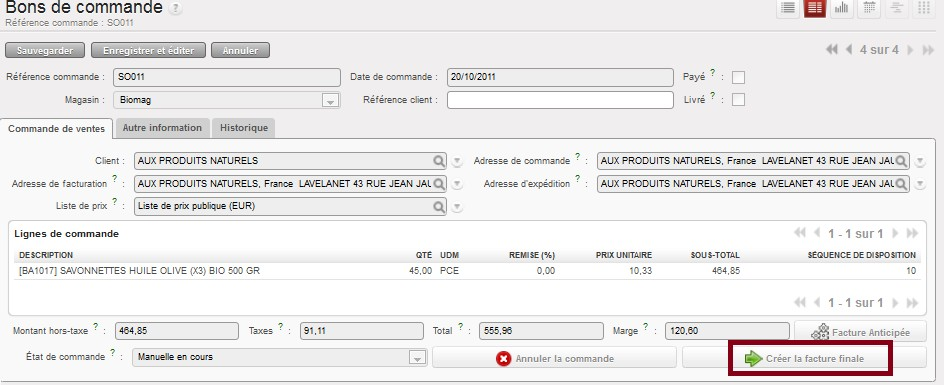 Bons de commande ?
Référence commande : SO011
Sauvegarder Enregistrer et éditer Annuler 4 sur 4
Référence commande : SO011 Date de commande : 20/10/2011 Payé ? :
Magasin : Biomag Référence client : Livré ? :
Commande de ventes Autre information Historique
Client : AUX PRODUITS NATURELS Adresse de commande ? : AUX PRODUITS NATURELS, France LAVELANET 43 RUE JEAN JAU
Adresse de facturation ? : AUX PRODUITS NATURELS, France LAVELANET 43 RUE JEAN JAU Adresse d'expédition ? : AUX PRODUITS NATURELS, France LAVELANET 43 RUE JEAN JAU
Liste de prix ? : Liste de prix publique (EUR)
Lignes de commande 1 - 1 sur 1
DESCRIPTION QTÉ UDM REMISE (%) PRIX UNITAIRE SOUS-TOTAL SÉQUENCE DE DISPOSITION
[BA1017] SAVONNETTES HUILE OLIVE (X3) BIO 500 GR 45,00 PCE 0,00 10,33 464,85 10
1 - 1 sur 1
Montant hors-taxe ? : 464,85 Taxes ? : 91,11 Total ? : 555,96 Marge ? : 120,60 Facture Anticipée
État de commande ? : Manuelle en cours Annuler la commande Créer la facture finale